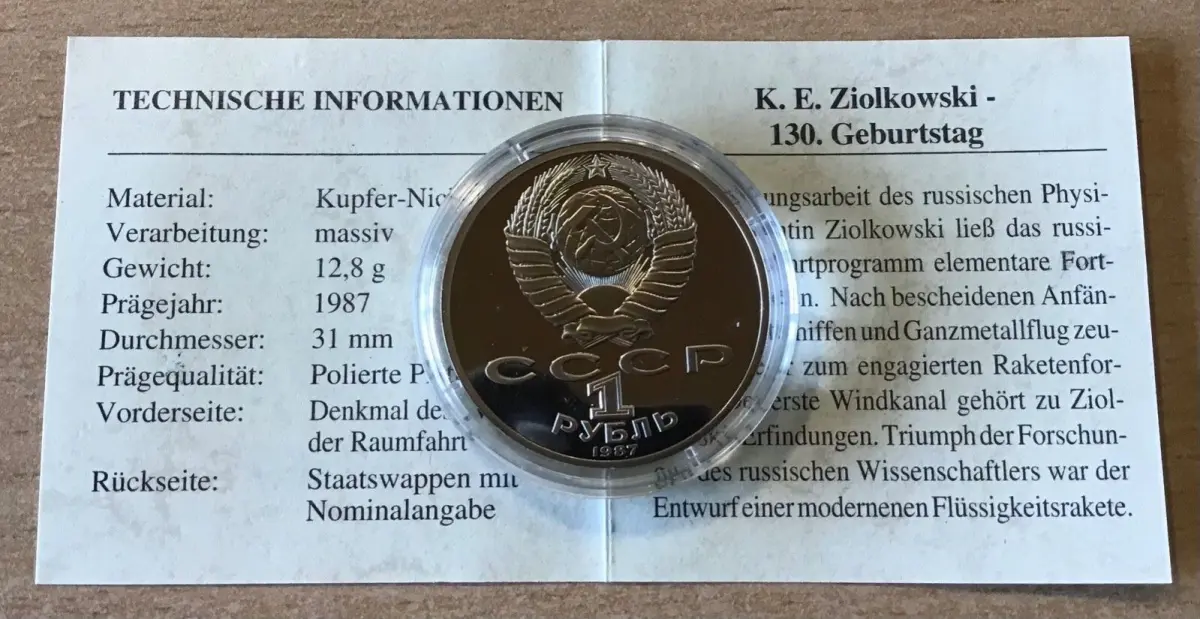 TECHNISCHE INFORMATIONEN
Material: Kupfer-Nic
Verarbeitung: massiv
Gewicht: 12,8 g
Prägejahr: 1987
Durchmesser: 31 mm
Prägequalität: Polierte
Vorderseite: Denkmal
der Raumfahrt
Rückseite: Staatswappen mit
Nominalangabe
K. E. Ziolkowski -
130. Geburtstag
ungsarbeit des russischen Physi-
ntin Ziolkowski ließ das russi-
rtprogramm elementare Fort-
n. Nach bescheidenen Anfän-
hiffen und Ganzmetallflug zeu-
zum engagierten Raketenfor-
erste Windkanal gehört zu Ziol-
Erfindungen. Triumph der Forschun-
des russischen Wissenschaftlers war der
Entwurf einer modernenen Flüssigkeitsrakete.
СССР
1
РУБЛЬ
1987